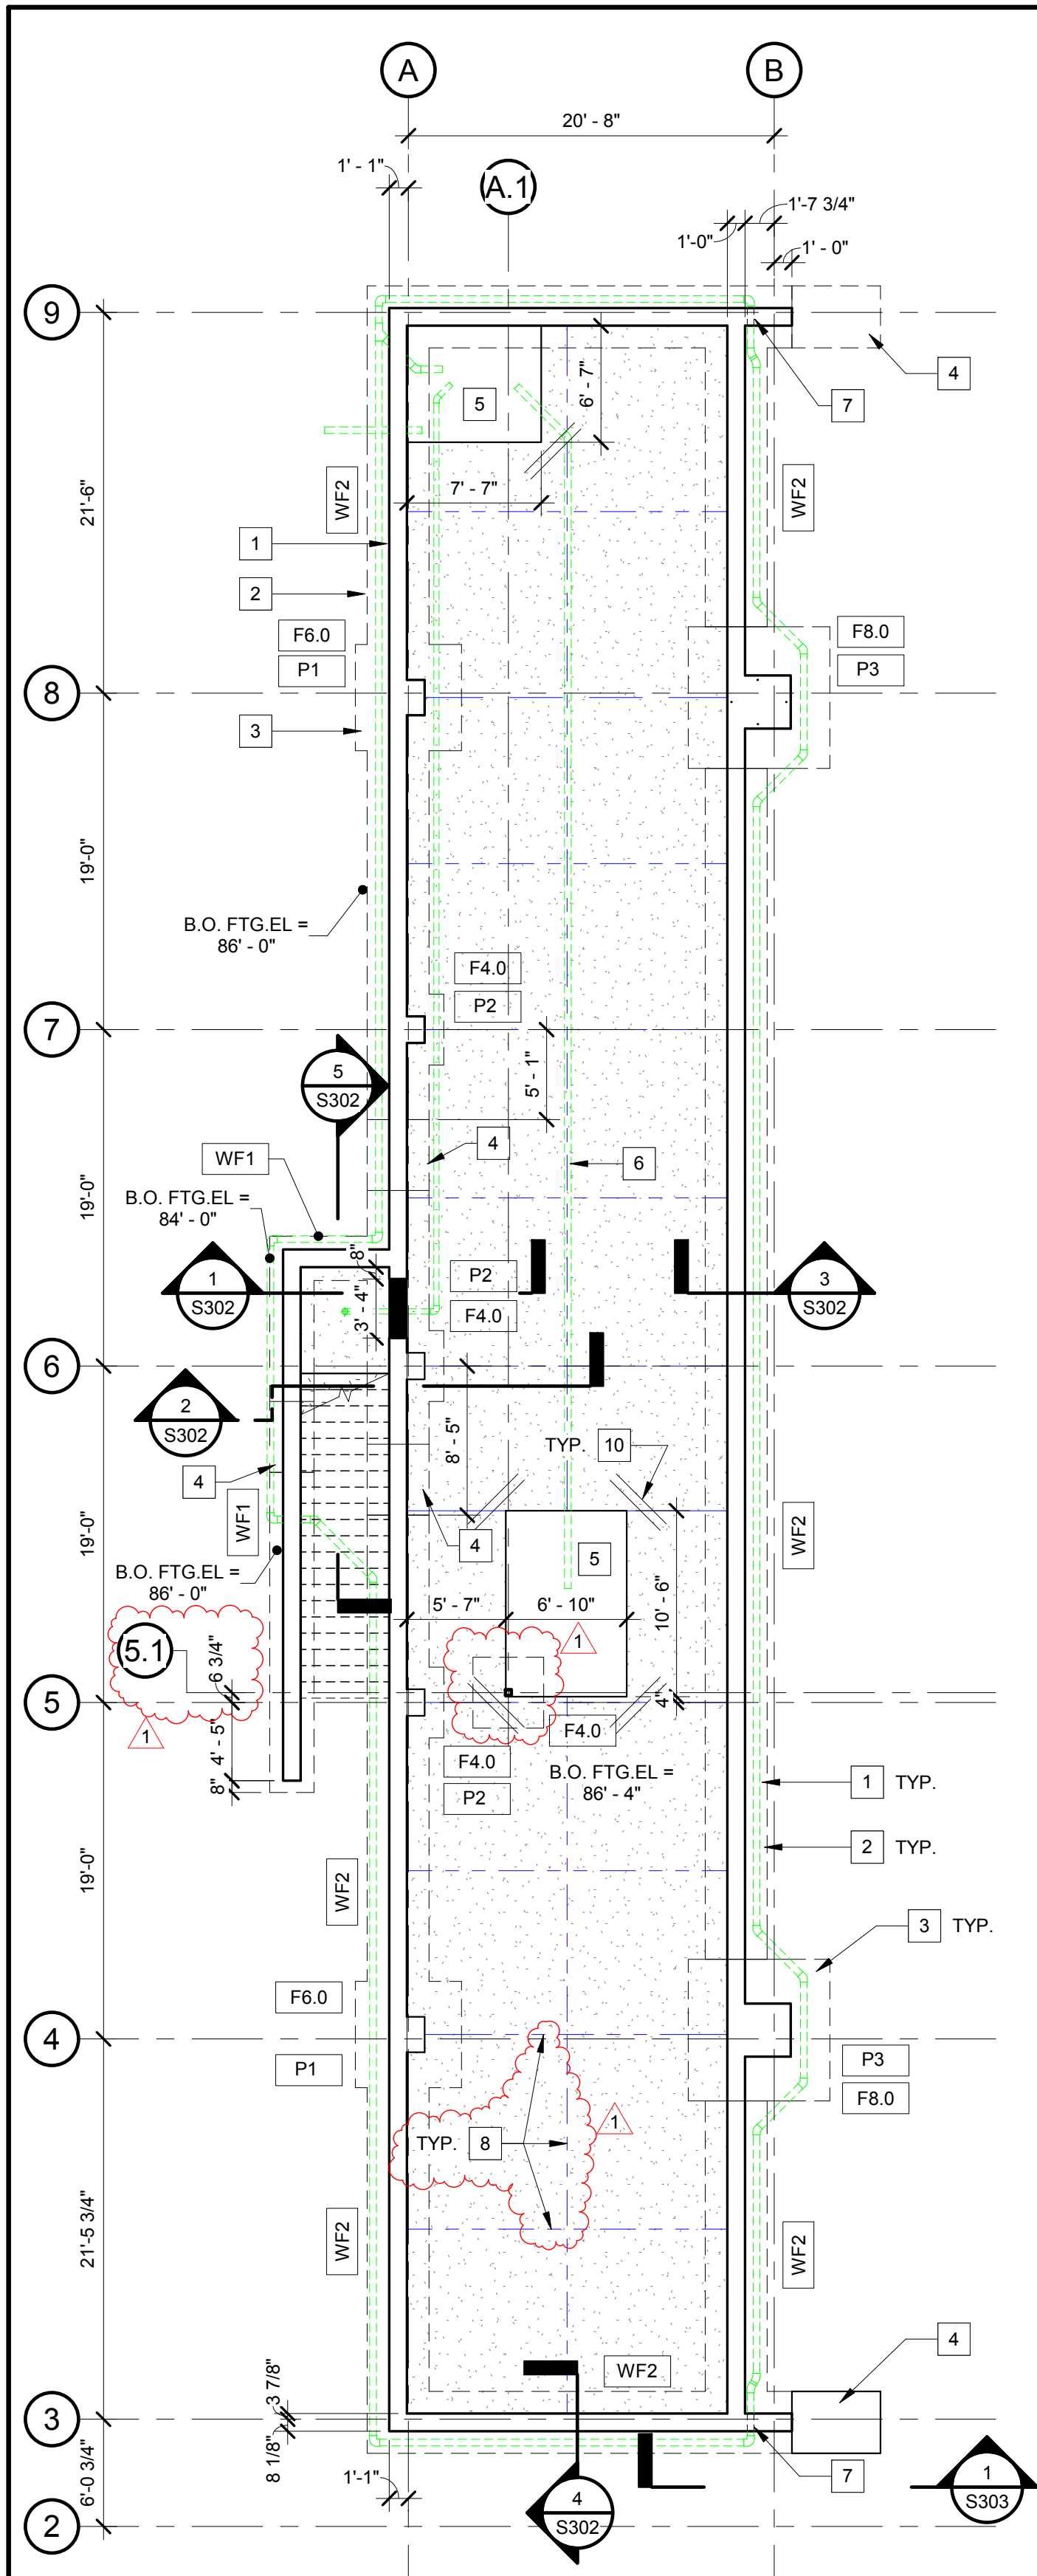 A
B
20' - 8"
1' - 1"
A.1
1'-7 3/4"
1'-0"
1' - 0"
9
4
7
5
6' - 7"
7' - 7"
WF2
WF2
21'-6"
1
2
F6.0
P1
F8.0
P3
8
3
19'-0"
B.O. FTG.EL =
86' - 0"
F4.0
P2
7
5
S302
5' - 1"
4
6
WF1
19'-0"
B.O. FTG.EL =
84' - 0"
8"
P2
F4.0
1
S302
3' - 4"
3
S302
6
2
S302
8' - 5"
TYP. 10
4
WF1
19'-0"
4
5
WF2
B.O. FTG.EL =
86' - 0"
5' - 7"
6' - 10"
10' - 6"
5.1
6 3/4"
1
1
5
4"
4' - 5"
8"
F4.0
F4.0
P2
B.O. FTG.EL =
86' - 4"
1 TYP.
2 TYP.
19'-0"
WF2
3 TYP.
F6.0
4
P1
P3
F8.0
1
TYP. 8
21'-5 3/4"
WF2
WF2
4
WF2
3 7/8"
3
8 1/8"
6'-0 3/4"
1'-1"
7
4
S302
1
S303
2